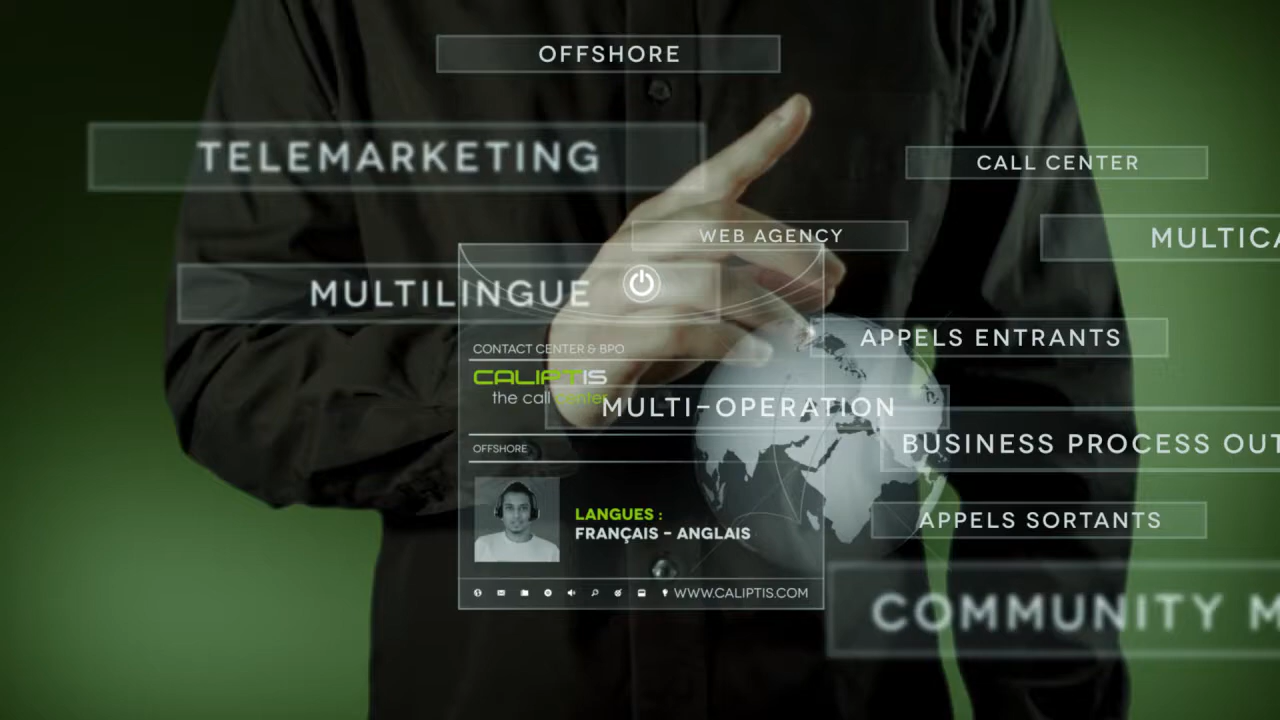 OFFSHORE
TELEMARKETING
CALL CENTER
WEB AGENCY
MULTICA
MULTILINGUE
APPELS ENTRANTS
CONTACT CENTER & BPO
CALIPTIS
the call center
MULTI-OPERATION
BUSINESS PROCESS OUT
OFFSHORE
LANGUES :
FRANÇAIS - ANGLAIS
APPELS SORTANTS
WWW.CALIPTIS.COM
COMMUNITY M